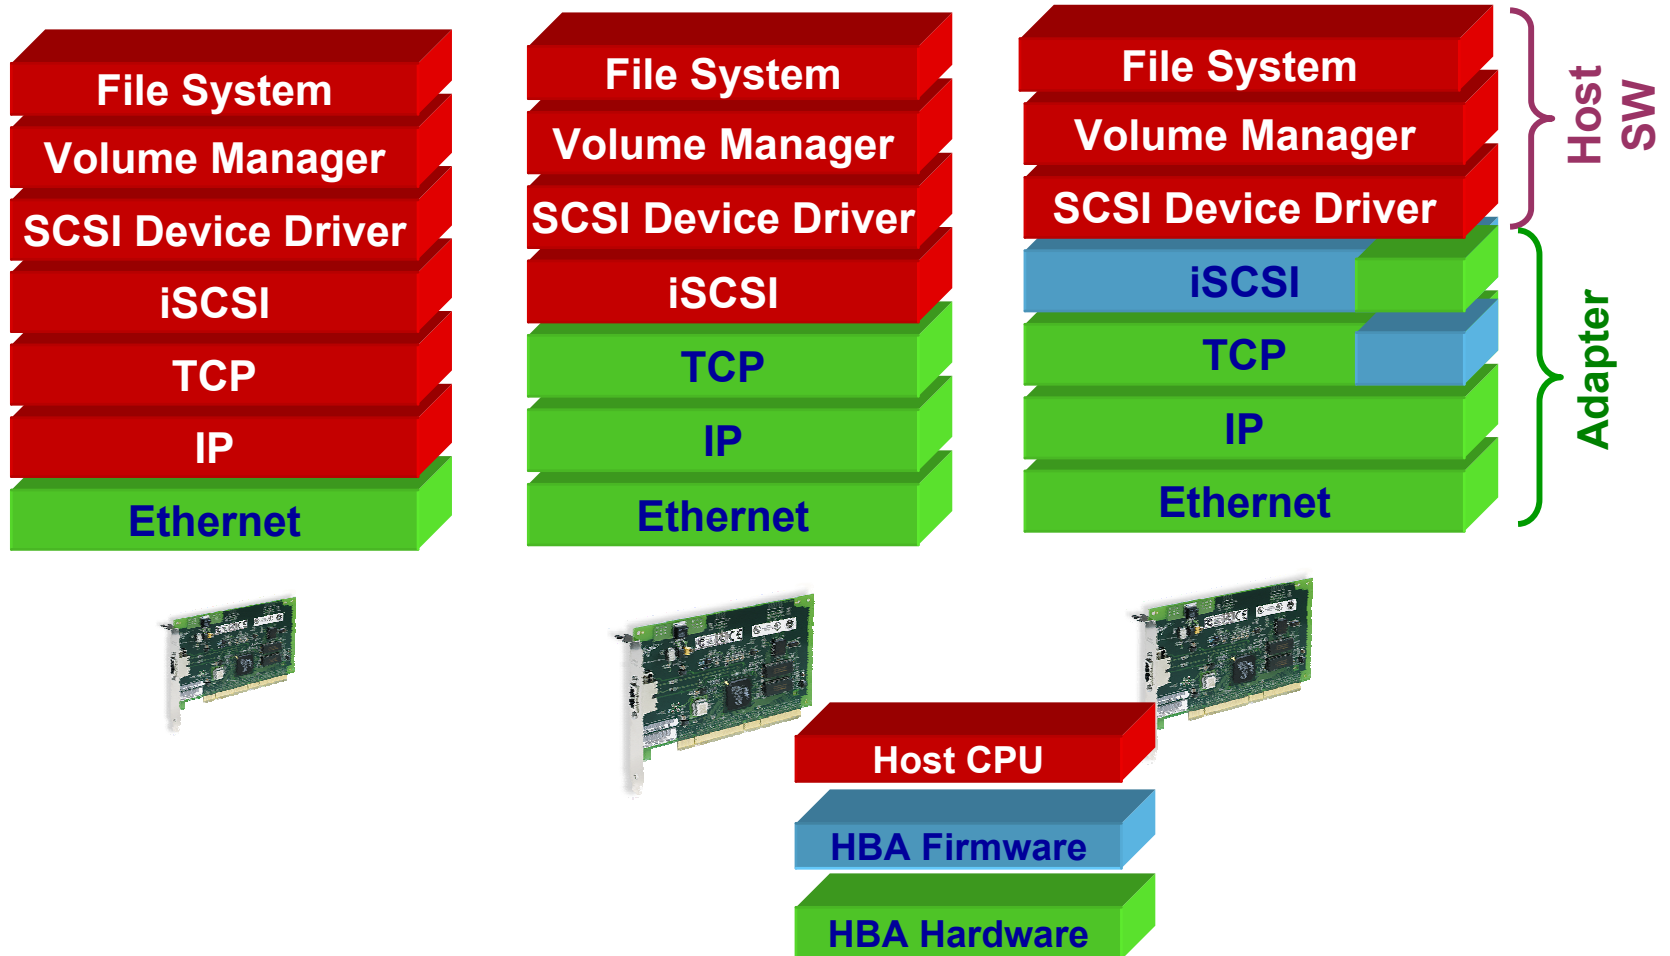 File System
Volume Manager
SCSI Device Driver
iSCSI
TCP
IP
Ethernet
File System
Volume Manager
SCSI Device Driver
iSCSI
TCP
IP
Ethernet
File System
Volume Manager
SCSI Device Driver
iSCSI
TCP
IP
Ethernet
Host
SW
Adapter
Host CPU
HBA Firmware
HBA Hardware